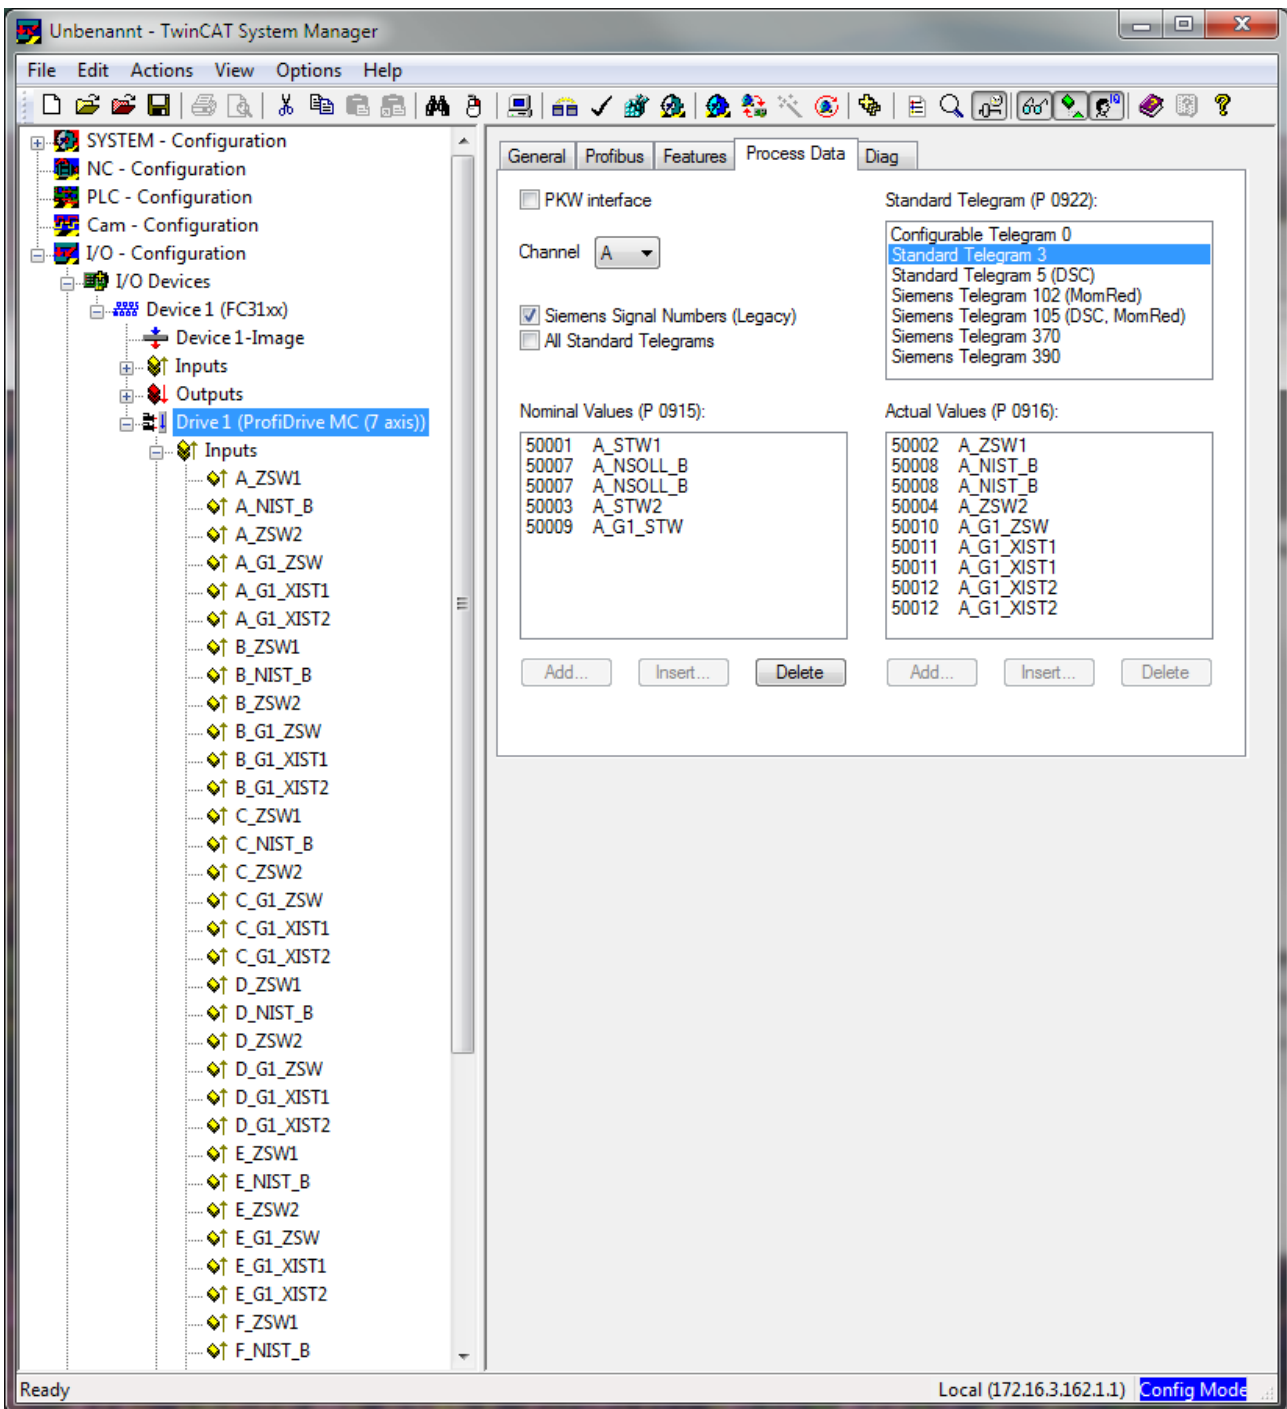 Unbenannt - TwinCAT System Manager
File Edit Actions View Options Help
SYSTEM - Configuration
NC - Configuration
PLC - Configuration
Cam - Configuration
I/O - Configuration
I/O Devices
Device 1 (FC31xx)
Device 1-Image
Inputs
Outputs
Drive 1 (ProfiDrive MC (7 axis))
Inputs
A_ZSW1
A_NIST_B
A_ZSW2
A_G1_ZSW
A_G1_XIST1
A_G1_XIST2
B_ZSW1
B_NIST_B
B_ZSW2
B_G1_ZSW
B_G1_XIST1
B_G1_XIST2
C_ZSW1
C_NIST_B
C_ZSW2
C_G1_ZSW
C_G1_XIST1
C_G1_XIST2
D_ZSW1
D_NIST_B
D_ZSW2
D_G1_ZSW
D_G1_XIST1
D_G1_XIST2
E_ZSW1
E_NIST_B
E_ZSW2
E_G1_ZSW
E_G1_XIST1
E_G1_XIST2
F_ZSW1
F_NIST_B
General Profibus Features Process Data Diag
PKW interface
Channel A
Siemens Signal Numbers (Legacy)
All Standard Telegrams
Standard Telegram (P 0922):
Configurable Telegram 0
Standard Telegram 3
Standard Telegram 5 (DSC)
Siemens Telegram 102 (MomRed)
Siemens Telegram 105 (DSC, MomRed)
Siemens Telegram 370
Siemens Telegram 390
Nominal Values (P 0915):
50001 A_STW1
50007 A_NSOLL_B
50007 A_NSOLL_B
50003 A_STW2
50009 A_G1_STW
Add... Insert... Delete
Actual Values (P 0916):
50002 A_ZSW1
50008 A_NIST_B
50008 A_NIST_B
50004 A_ZSW2
50010 A_G1_ZSW
50011 A_G1_XIST1
50011 A_G1_XIST1
50012 A_G1_XIST2
50012 A_G1_XIST2
Add... Insert... Delete
Ready
Local (172.16.3.162.1.1) Config Mode